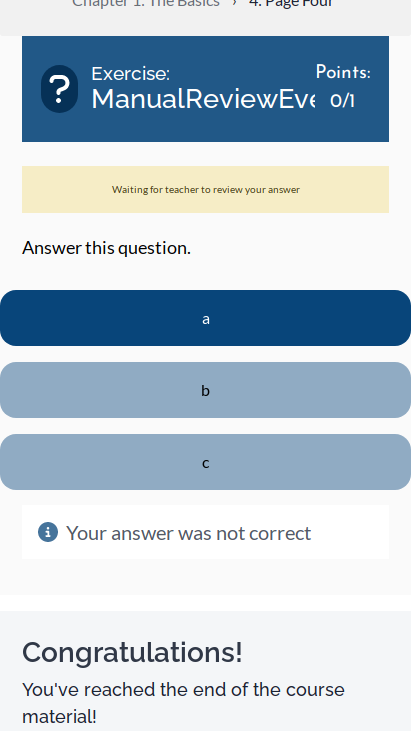 Chapter 1: The Basics › 4. Page Four
Exercise:
Points:
ManualReviewEve
0/1
Waiting for teacher to review your answer
Answer this question.
a
b
c
Your answer was not correct
Congratulations!
You've reached the end of the course
material!